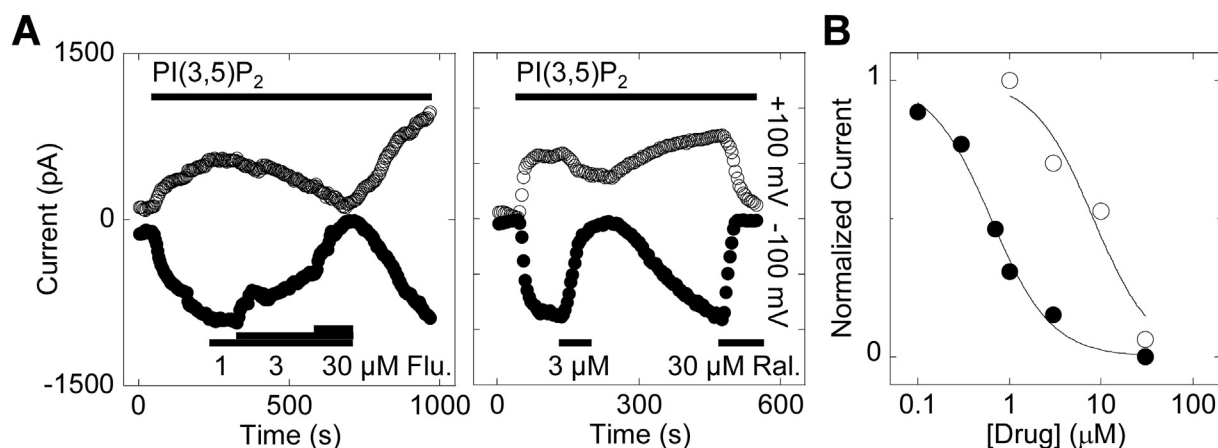 A
B
1500
0
-1500
Current (pA)
PI(3,5)P2
1 3 30 μM Flu.
0 500 1000
Time (s)
PI(3,5)P2
+100 mV
-100 mV
3 μM 30 μM Ral.
0 300 600
Time (s)
1
0
Normalized Current
0.1 1 10 100
[Drug] (μM)